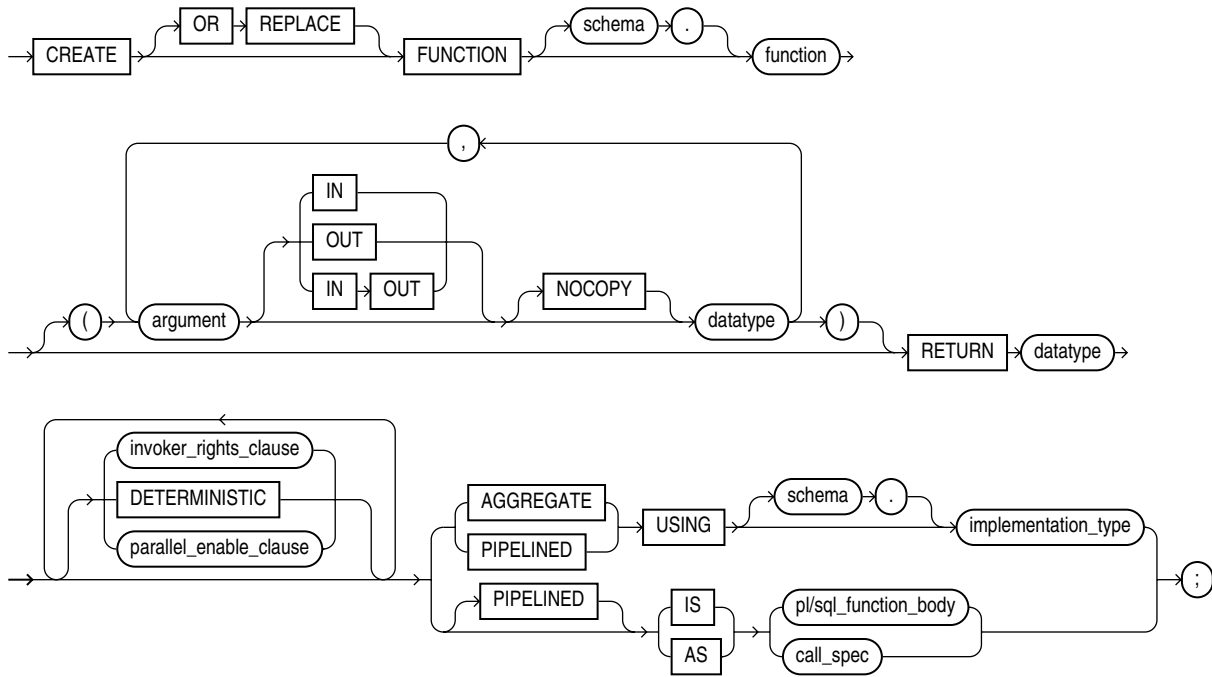 CREATE OR REPLACE FUNCTION schema . function
,
IN
OUT
IN OUT
( argument NOCOPY datatype )
RETURN datatype
invoker_rights_clause
DETERMINISTIC
parallel_enable_clause
AGGREGATE
PIPELINED
USING schema . implementation_type
PIPELINED
IS
AS
pl/sql_function_body
call_spec
;